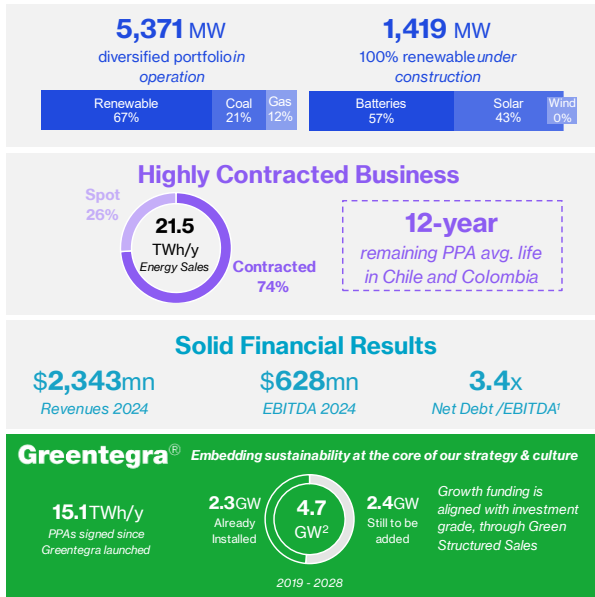 5,371 MW
diversified portfolio in
operation
Renewable
67%
Coal
21%
Gas
12%
1,419 MW
100% renewable under
construction
Batteries
57%
Solar
43%
Wind
0%
Highly Contracted Business
Spot
26%
21.5
TWh/y
Energy Sales
Contracted
74%
12-year
remaining PPA avg. life
in Chile and Colombia
Solid Financial Results
$2,343mn
Revenues 2024
$628mn
EBITDA 2024
3.4x
Net Debt /EBITDA¹
Greentegra®
Embedding sustainability at the core of our strategy & culture
15.1TWh/y
PPAs signed since
Greentegra launched
2.3GW
Already
Installed
4.7
GW²
2.4GW
Still to be
added
2019 - 2028
Growth funding is
aligned with investment
grade, through Green
Structured Sales